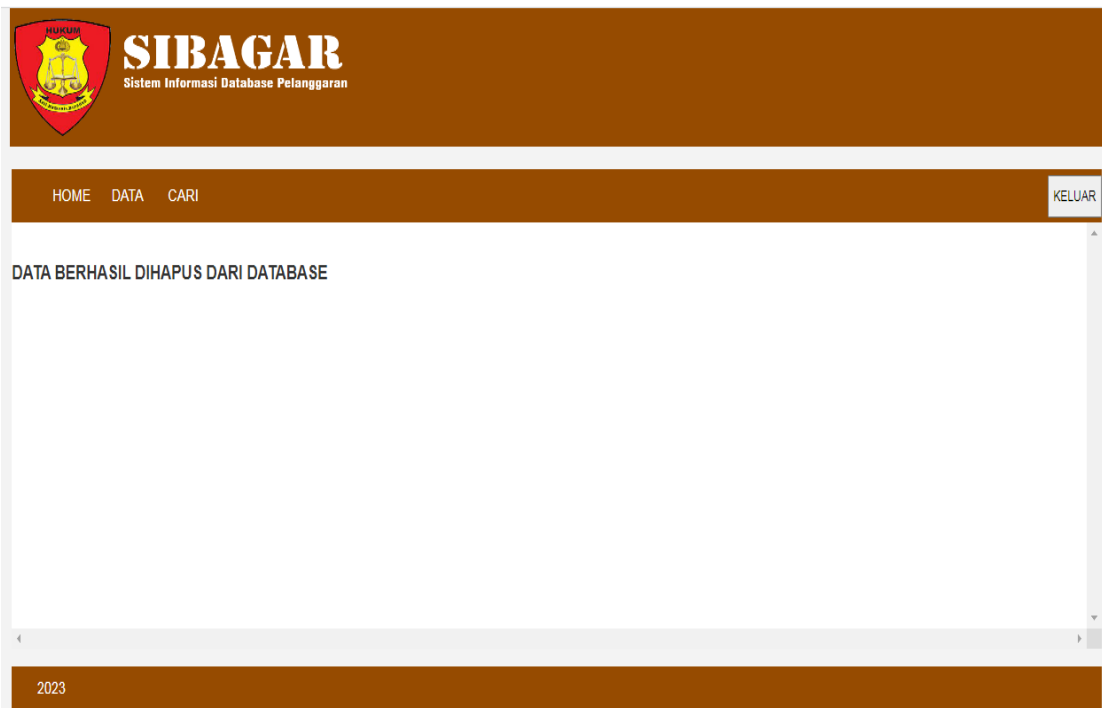 HUKUM
SIBAGAR
Sistem Informasi Database Pelanggaran
HOME DATA CARI
KELUAR
DATA BERHASIL DIHAPUS DARI DATABASE
2023